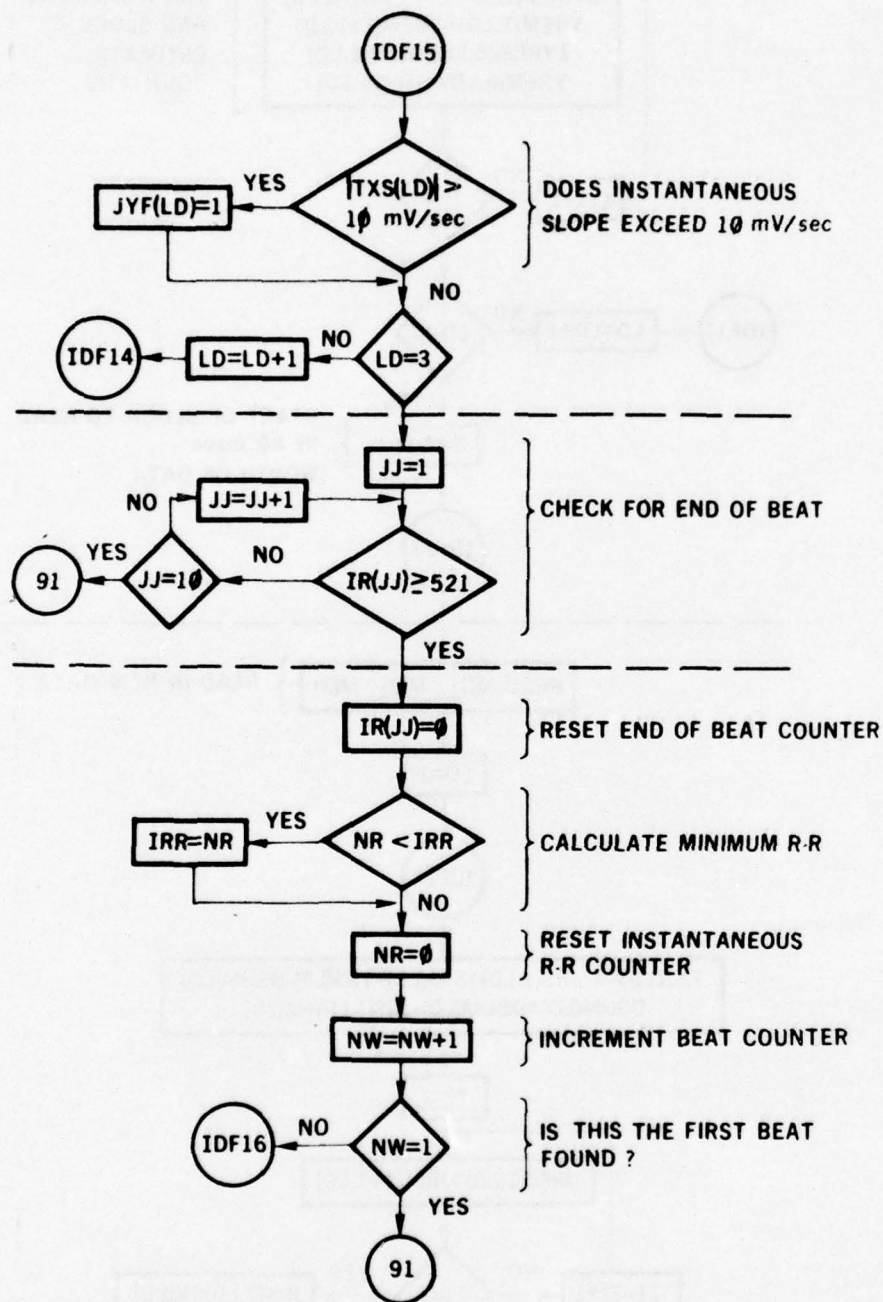 IDF15
|TXS(LD)| >
1Ø mV/sec
YES
JYF(LD)=1
DOES INSTANTANEOUS
SLOPE EXCEED 1Ø mV/sec
NO
IDF14
LD=LD+1
NO
LD=3
JJ=1
NO
JJ=JJ+1
CHECK FOR END OF BEAT
91
YES
JJ=1Ø
NO
IR(JJ)≥521
YES
IR(JJ)=Ø
RESET END OF BEAT COUNTER
IRR=NR
YES
NR < IRR
CALCULATE MINIMUM R-R
NO
NR=Ø
RESET INSTANTANEOUS
R-R COUNTER
NW=NW+1
INCREMENT BEAT COUNTER
IDF16
NO
NW=1
IS THIS THE FIRST BEAT
FOUND ?
YES
91